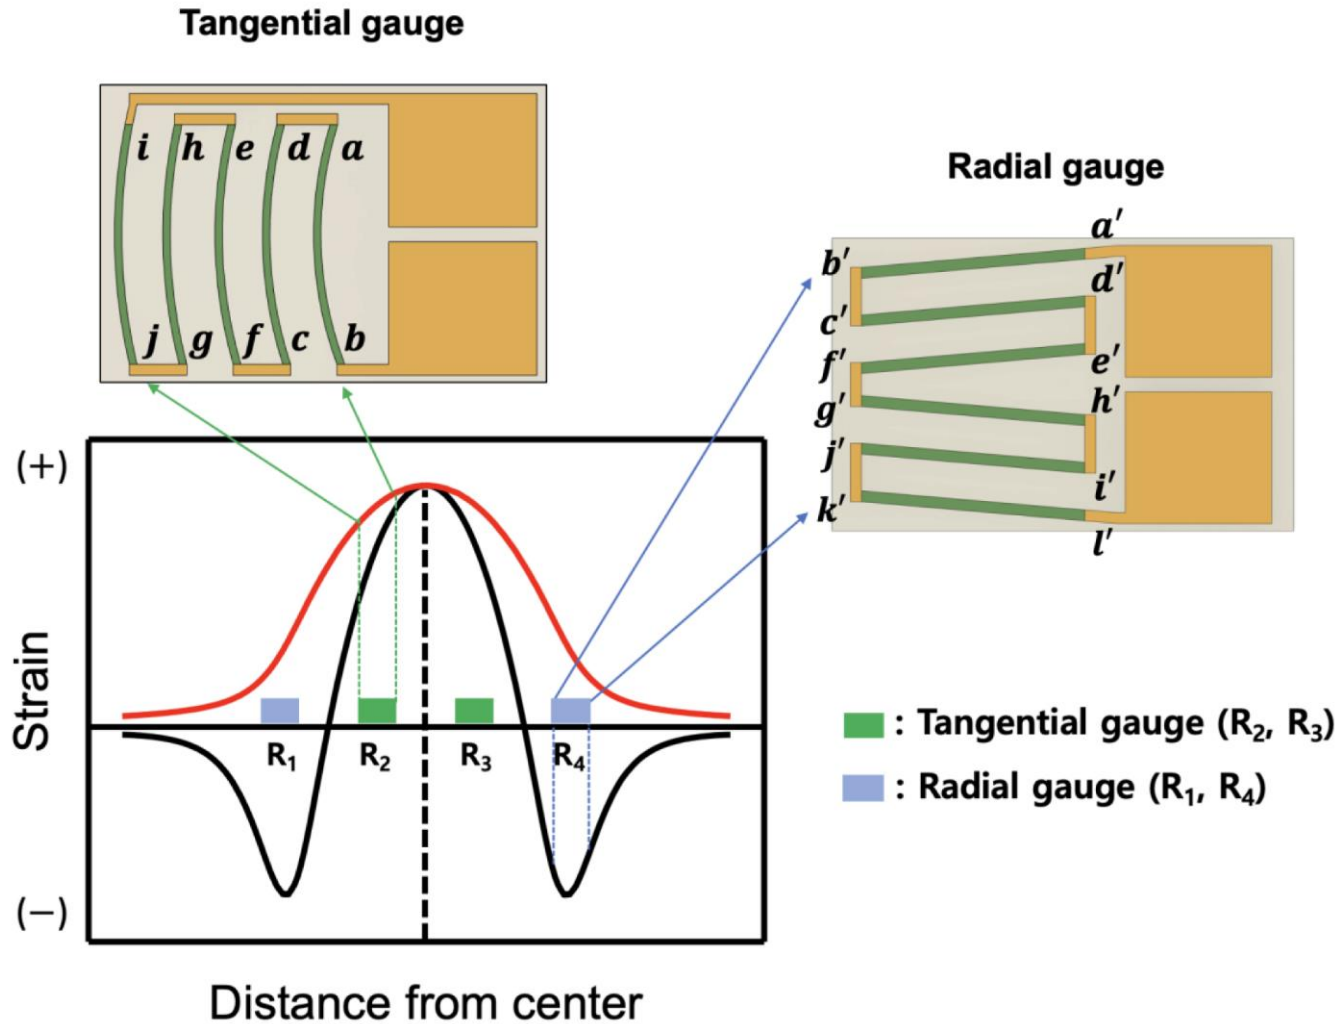 Tangential gauge
i h e d a
j g f c b
Radial gauge
a′
b′
d′
c′
f′
e′
g′
h′
j′
i′
k′
l′
(+)
Strain
R₁ R₂ R₃ R₄
(−)
Distance from center
: Tangential gauge (R₂, R₃)
: Radial gauge (R₁, R₄)